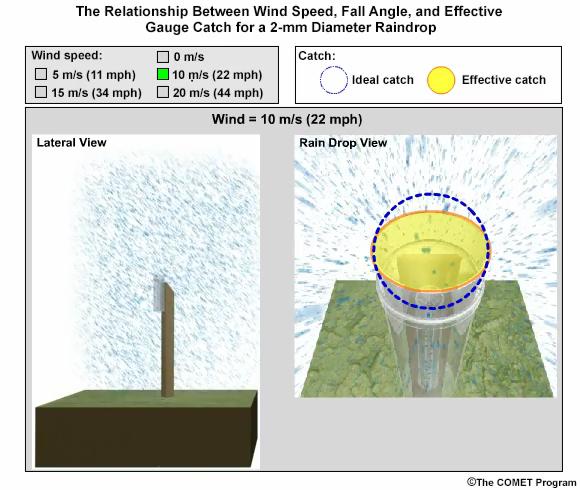 The Relationship Between Wind Speed, Fall Angle, and Effective
Gauge Catch for a 2-mm Diameter Raindrop
Wind speed:
0 m/s
5 m/s (11 mph)
10 m/s (22 mph)
15 m/s (34 mph)
20 m/s (44 mph)
Catch:
Ideal catch
Effective catch
Wind = 10 m/s (22 mph)
Lateral View
Rain Drop View
©The COMET Program